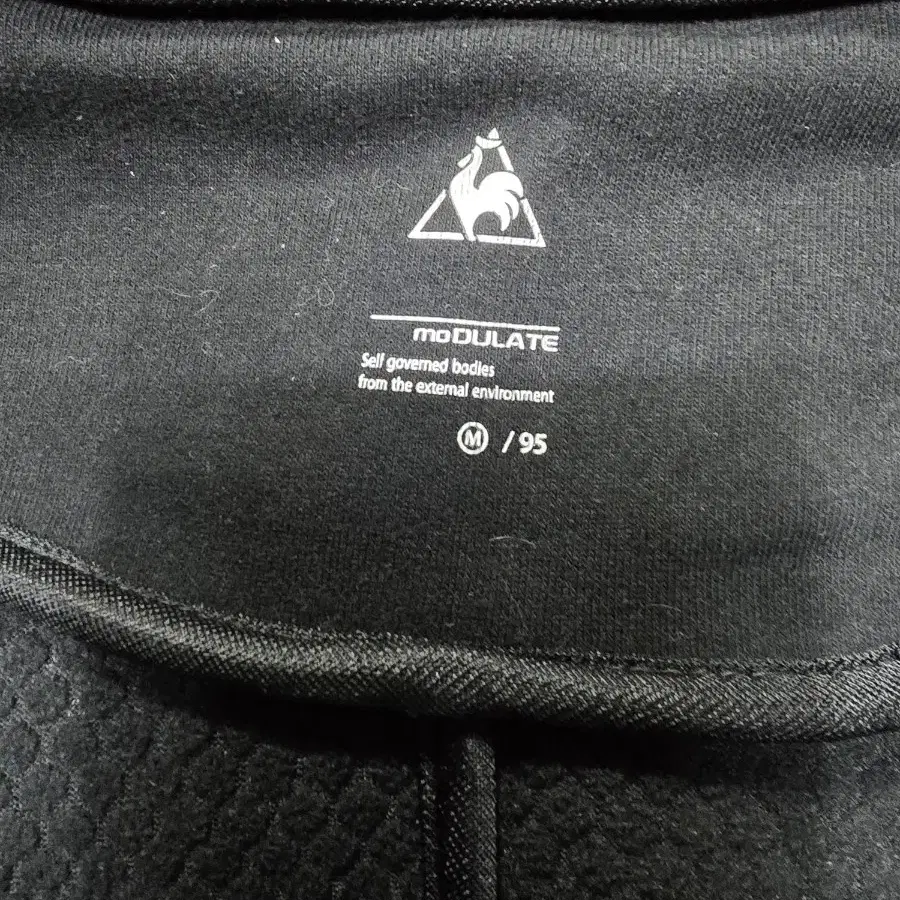 moDULATE
Self governed bodies
from the external environment
M / 95